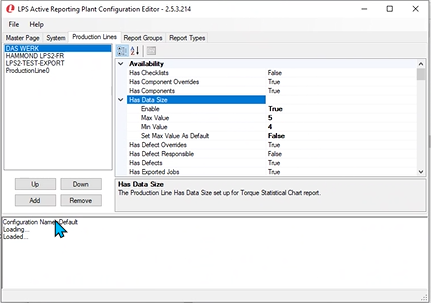 LPS Active Reporting Plant Configuration Editor - 2.5.3.214
File Help
Master Page System Production Lines Report Groups Report Types
DAS WERK
HAMMOND LPS2-FR
LPS2-TEST-EXPORT
ProductionLine0
Availability
Has Checklists False
Has Component Overrides True
Has Components True
Has Data Size
Enable True
Max Value 5
Min Value 4
Set Max Value As Default False
Has Defect Overrides True
Has Defect Responsible False
Has Defects True
Has Exported Jobs True
Up Down
Add Remove
Has Data Size
The Production Line Has Data Size set up for Torque Statistical Chart report.
Configuration Name: Default
Loading...
Loaded...